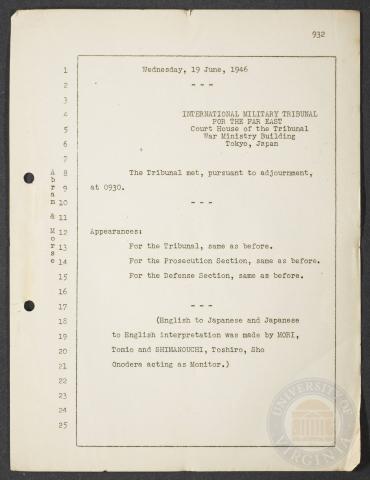 932
1 Wednesday, 19 June, 1946
2 - - -
3
4 INTERNATIONAL MILITARY TRIBUNAL
FOR THE FAR EAST
5 Court House of the Tribunal
War Ministry Building
6 Tokyo, Japan
7
8 The Tribunal met, pursuant to adjournment,
9 at 0930.
10 - - -
11
12 Appearances:
13 For the Tribunal, same as before.
14 For the Prosecution Section, same as before.
15 For the Defense Section, same as before.
16
17 - - -
18 (English to Japanese and Japanese
19 to English interpretation was made by MORI,
20 Tomio and SHIMANOUCHI, Toshiro, Sho
21 Onodera acting as Monitor.)
22
23
24
25
Abram & Morse
UNIVERSITY OF VIRGINIA